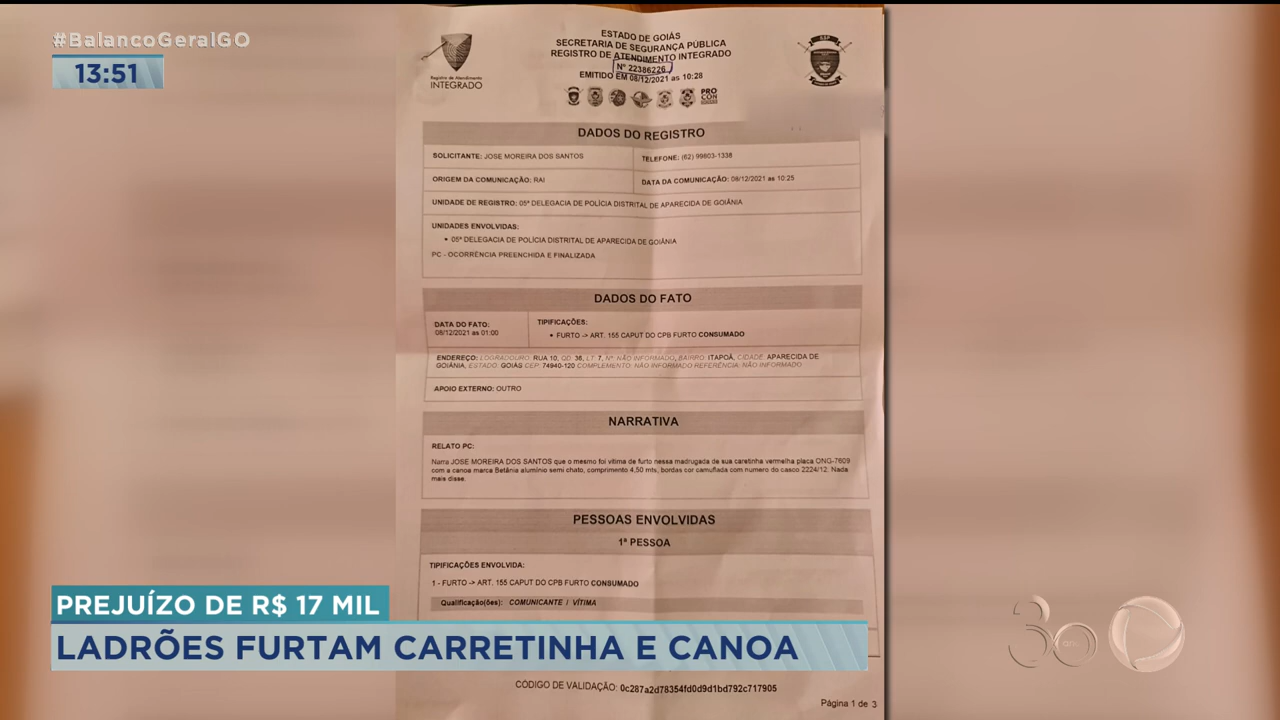 #BalancoGeralGO
13:51
ESTADO DE GOIÁS
SECRETARIA DE SEGURANÇA PÚBLICA
REGISTRO DE ATENDIMENTO INTEGRADO
Nº 22386226
EMITIDO EM 08/12/2021 as 10:28
Registro de Atendimento
INTEGRADO
PRO
CON
DADOS DO REGISTRO
SOLICITANTE: JOSE MOREIRA DOS SANTOS
TELEFONE: (62) 99803-1338
ORIGEM DA COMUNICAÇÃO: RAI
DATA DA COMUNICAÇÃO: 08/12/2021 as 10:25
UNIDADE DE REGISTRO: 05ª DELEGACIA DE POLÍCIA DISTRITAL DE APARECIDA DE GOIÂNIA
UNIDADES ENVOLVIDAS:
• 05ª DELEGACIA DE POLÍCIA DISTRITAL DE APARECIDA DE GOIÂNIA
PC - OCORRÊNCIA PREENCHIDA E FINALIZADA
DADOS DO FATO
DATA DO FATO:
08/12/2021 as 01:00
TIPIFICAÇÕES:
• FURTO -> ART. 155 CAPUT DO CPB FURTO CONSUMADO
ENDEREÇO: LOGRADOURO: RUA 10, QD: 36, LT: 7, Nº: NÃO INFORMADO, BAIRRO: ITAPOÃ, CIDADE: APARECIDA DE
GOIÂNIA, ESTADO: GOIÁS CEP: 74940-120 COMPLEMENTO: NÃO INFORMADO REFERÊNCIA: NÃO INFORMADO
APOIO EXTERNO: OUTRO
NARRATIVA
RELATO PC:
Narra JOSE MOREIRA DOS SANTOS que o mesmo foi vítima de furto nessa madrugada de sua caretinha vermelha placa ONG-7609
com a canoa marca Betânia alumínio semi chato, comprimento 4,50 mts, bordas cor camuflada com numero do casco 2224/12. Nada
mais disse.
PESSOAS ENVOLVIDAS
1ª PESSOA
TIPIFICAÇÕES ENVOLVIDA:
1 - FURTO -> ART. 155 CAPUT DO CPB FURTO CONSUMADO
Qualificação(ões): COMUNICANTE / VÍTIMA
PREJUÍZO DE R$ 17 MIL
LADRÕES FURTAM CARRETINHA E CANOA
30
CÓDIGO DE VALIDAÇÃO: 0c287a2d78354fd0d9d1bd792c717905
Página 1 de 3